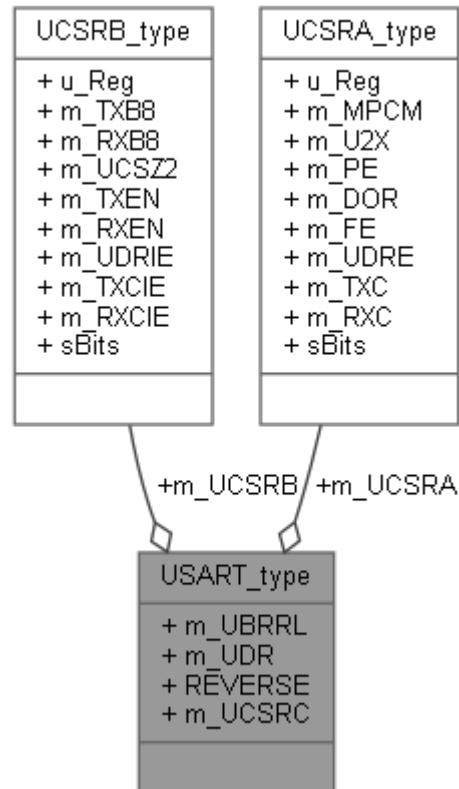 UCSRB_type
+ u_Reg
+ m_TXB8
+ m_RXB8
+ m_UCSZ2
+ m_TXEN
+ m_RXEN
+ m_UDRIE
+ m_TXCIE
+ m_RXCIE
+ sBits
UCSRA_type
+ u_Reg
+ m_MPCM
+ m_U2X
+ m_PE
+ m_DOR
+ m_FE
+ m_UDRE
+ m_TXC
+ m_RXC
+ sBits
+m_UCSRB
+m_UCSRA
USART_type
+ m_UBRRL
+ m_UDR
+ REVERSE
+ m_UCSRC